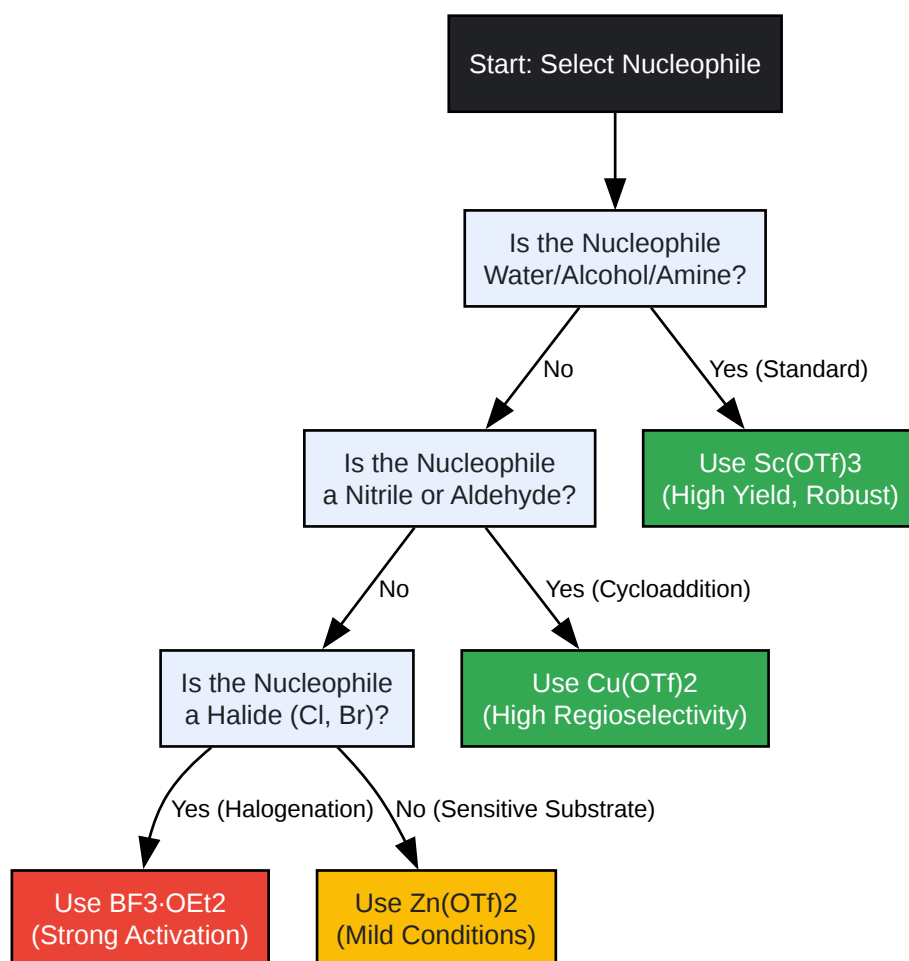 Start: Select Nucleophile
Is the Nucleophile
Water/Alcohol/Amine?
No
Yes (Standard)
Is the Nucleophile
a Nitrile or Aldehyde?
Use Sc(OTf)3
(High Yield, Robust)
No
Yes (Cycloaddition)
Is the Nucleophile
a Halide (Cl, Br)?
Use Cu(OTf)2
(High Regioselectivity)
Yes (Halogenation)
No (Sensitive Substrate)
Use BF3·OEt2
(Strong Activation)
Use Zn(OTf)2
(Mild Conditions)